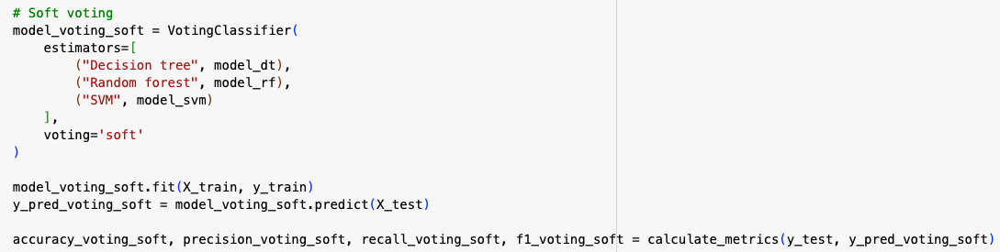 # Soft voting
model_voting_soft = VotingClassifier(
    estimators=[
        ("Decision tree", model_dt),
        ("Random forest", model_rf),
        ("SVM", model_svm)
    ],
    voting='soft'
)

model_voting_soft.fit(X_train, y_train)
y_pred_voting_soft = model_voting_soft.predict(X_test)

accuracy_voting_soft, precision_voting_soft, recall_voting_soft, f1_voting_soft = calculate_metrics(y_test, y_pred_voting_soft)